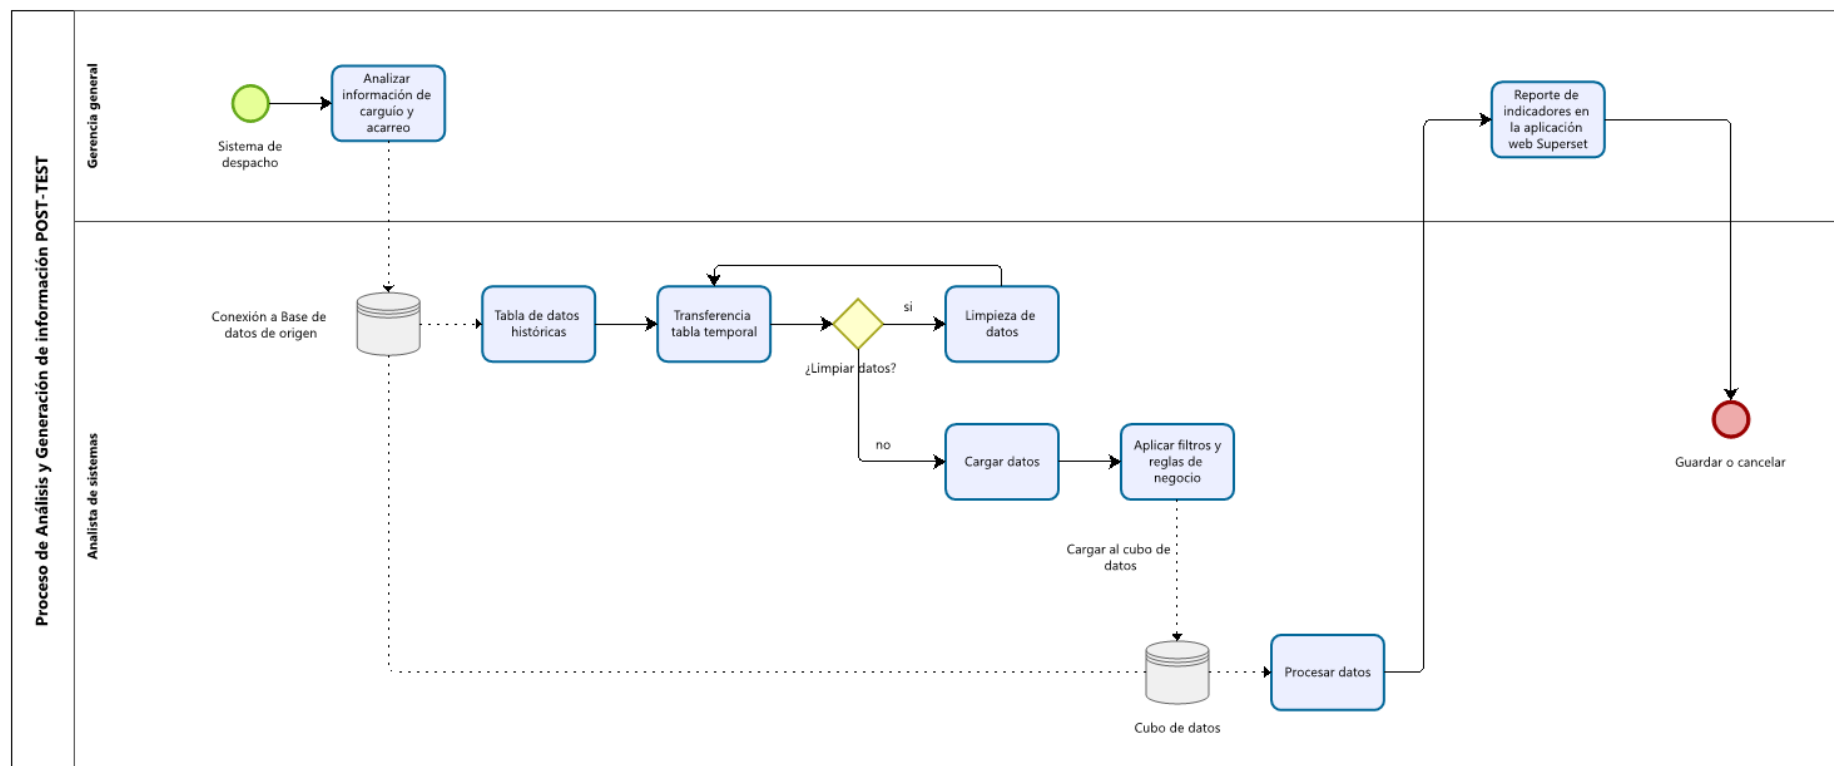 Proceso de Análisis y Generación de información POST-TEST
Gerencia general
Sistema de
despacho
Analizar
información de
carguío y
acarreo
Reporte de
indicadores en
la aplicación
web Superset
Analista de sistemas
Conexión a Base de
datos de origen
Tabla de datos
históricas
Transferencia
tabla temporal
¿Limpiar datos?
si
Limpieza de
datos
no
Cargar datos
Aplicar filtros y
reglas de
negocio
Guardar o cancelar
Cargar al cubo de
datos
Cubo de datos
Procesar datos